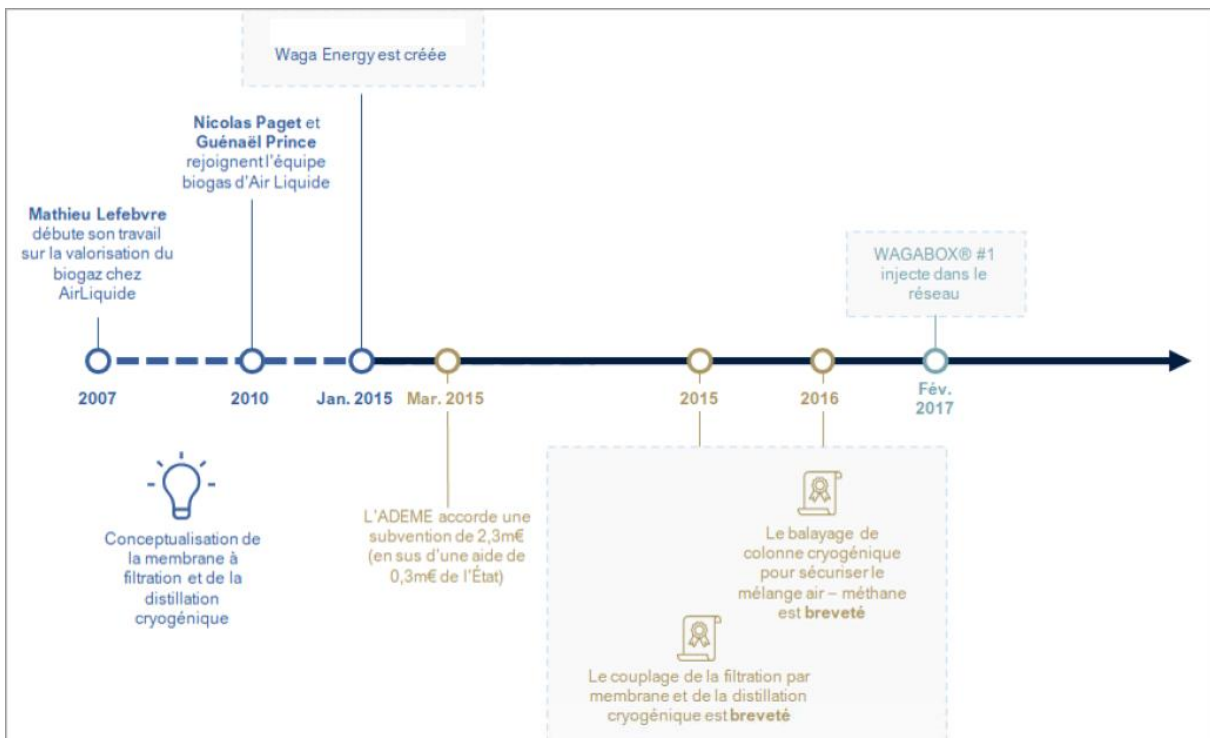 Waga Energy est créée
Nicolas Paget et
Guénaël Prince
rejoignent l'équipe
biogas d'Air Liquide
Mathieu Lefebvre
débute son travail
sur la valorisation du
biogaz chez
AirLiquide
WAGABOX® #1
injecte dans le
réseau
2007
2010
Jan. 2015
Mar. 2015
2015
2016
Fév.
2017
Conceptualisation de
la membrane à
filtration et de la
distillation
cryogénique
L'ADEME accorde une
subvention de 2,3m€
(en sus d'une aide de
0,3m€ de l'État)
Le balayage de
colonne cryogénique
pour sécuriser le
mélange air – méthane
est breveté
Le couplage de la filtration par
membrane et de la distillation
cryogénique est breveté